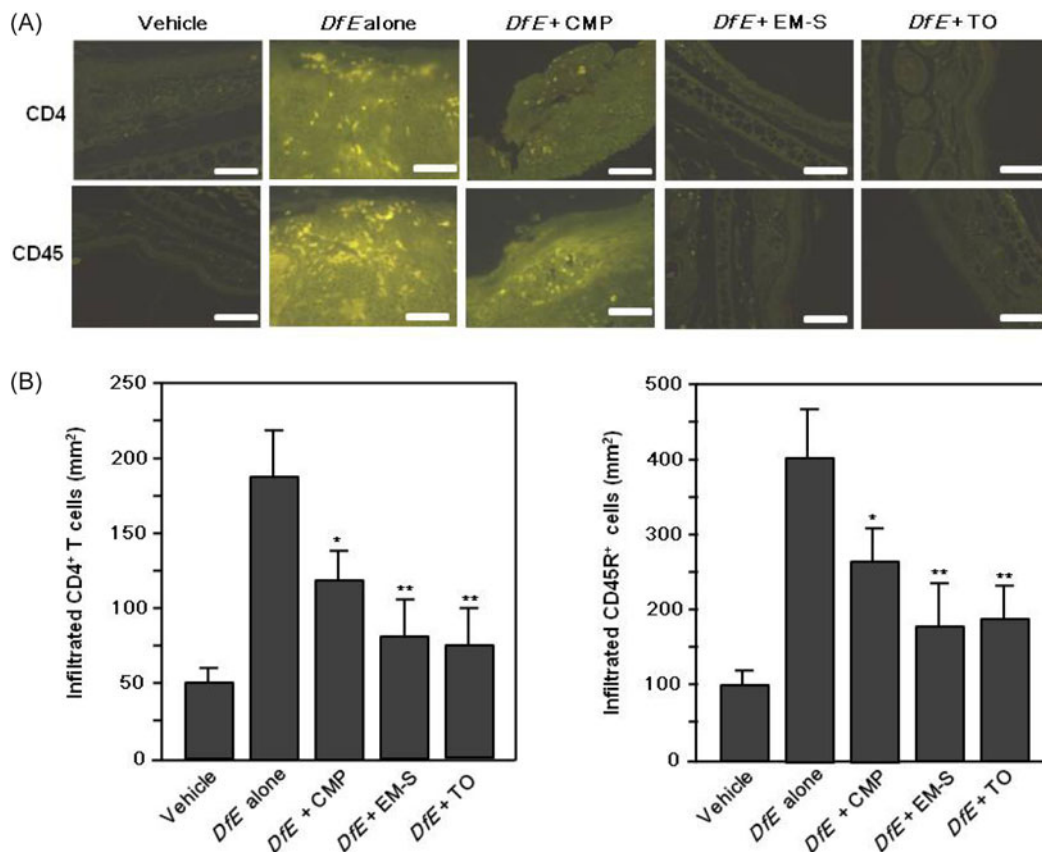 (A)
Vehicle DfE alone DfE + CMP DfE + EM-S DfE + TO
CD4
CD45
(B)
Infiltrated CD4⁺ T cells (mm²)
250
200
150
100
50
0
*
**
**
Vehicle
DfE alone
DfE + CMP
DfE + EM-S
DfE + TO
Infiltrated CD45R⁺ cells (mm²)
500
400
300
200
100
0
*
**
**
Vehicle
DfE alone
DfE + CMP
DfE + EM-S
DfE + TO